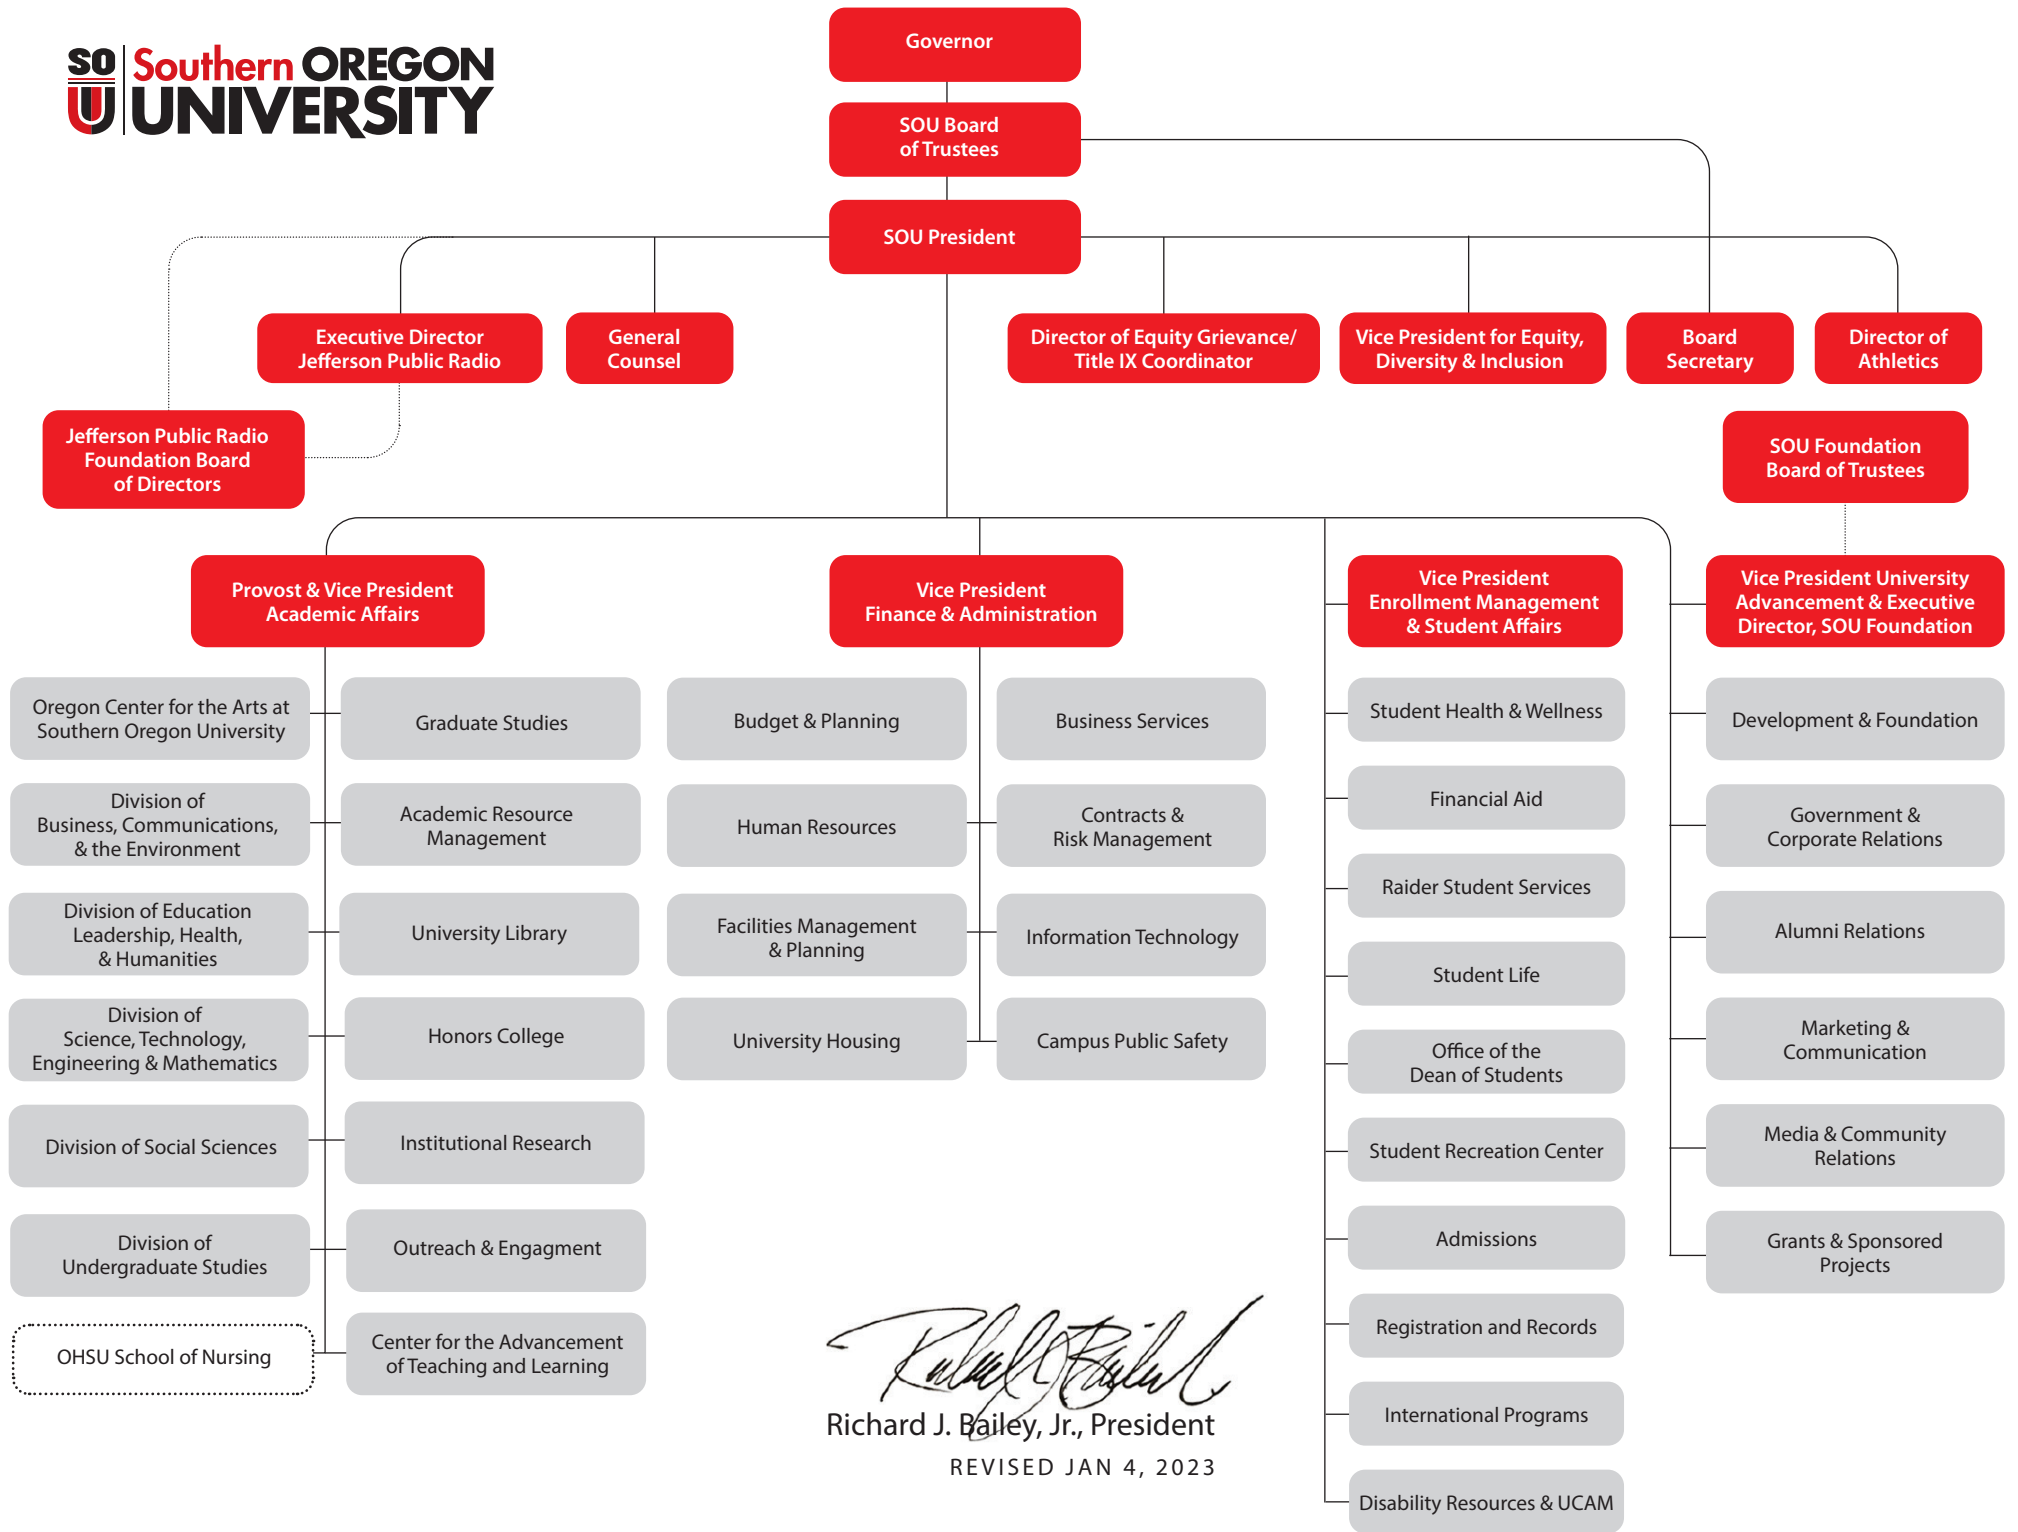 SOU
Southern OREGON
UNIVERSITY
Governor
SOU Board
of Trustees
SOU President
Executive Director
Jefferson Public Radio
General
Counsel
Director of Equity Grievance/
Title IX Coordinator
Vice President for Equity,
Diversity & Inclusion
Board
Secretary
Director of
Athletics
Jefferson Public Radio
Foundation Board
of Directors
SOU Foundation
Board of Trustees
Provost & Vice President
Academic Affairs
Vice President
Finance & Administration
Vice President
Enrollment Management
& Student Affairs
Vice President University
Advancement & Executive
Director, SOU Foundation
Oregon Center for the Arts at
Southern Oregon University
Division of
Business, Communications,
& the Environment
Division of Education
Leadership, Health,
& Humanities
Division of
Science, Technology,
Engineering & Mathematics
Division of Social Sciences
Division of
Undergraduate Studies
OHSU School of Nursing
Graduate Studies
Academic Resource
Management
University Library
Honors College
Institutional Research
Outreach & Engagment
Center for the Advancement
of Teaching and Learning
Budget & Planning
Human Resources
Facilities Management
& Planning
University Housing
Business Services
Contracts &
Risk Management
Information Technology
Campus Public Safety
Student Health & Wellness
Financial Aid
Raider Student Services
Student Life
Office of the
Dean of Students
Student Recreation Center
Admissions
Registration and Records
International Programs
Disability Resources & UCAM
Development & Foundation
Government &
Corporate Relations
Alumni Relations
Marketing &
Communication
Media & Community
Relations
Grants & Sponsored
Projects
Richard J. Bailey, Jr., President
REVISED JAN 4, 2023